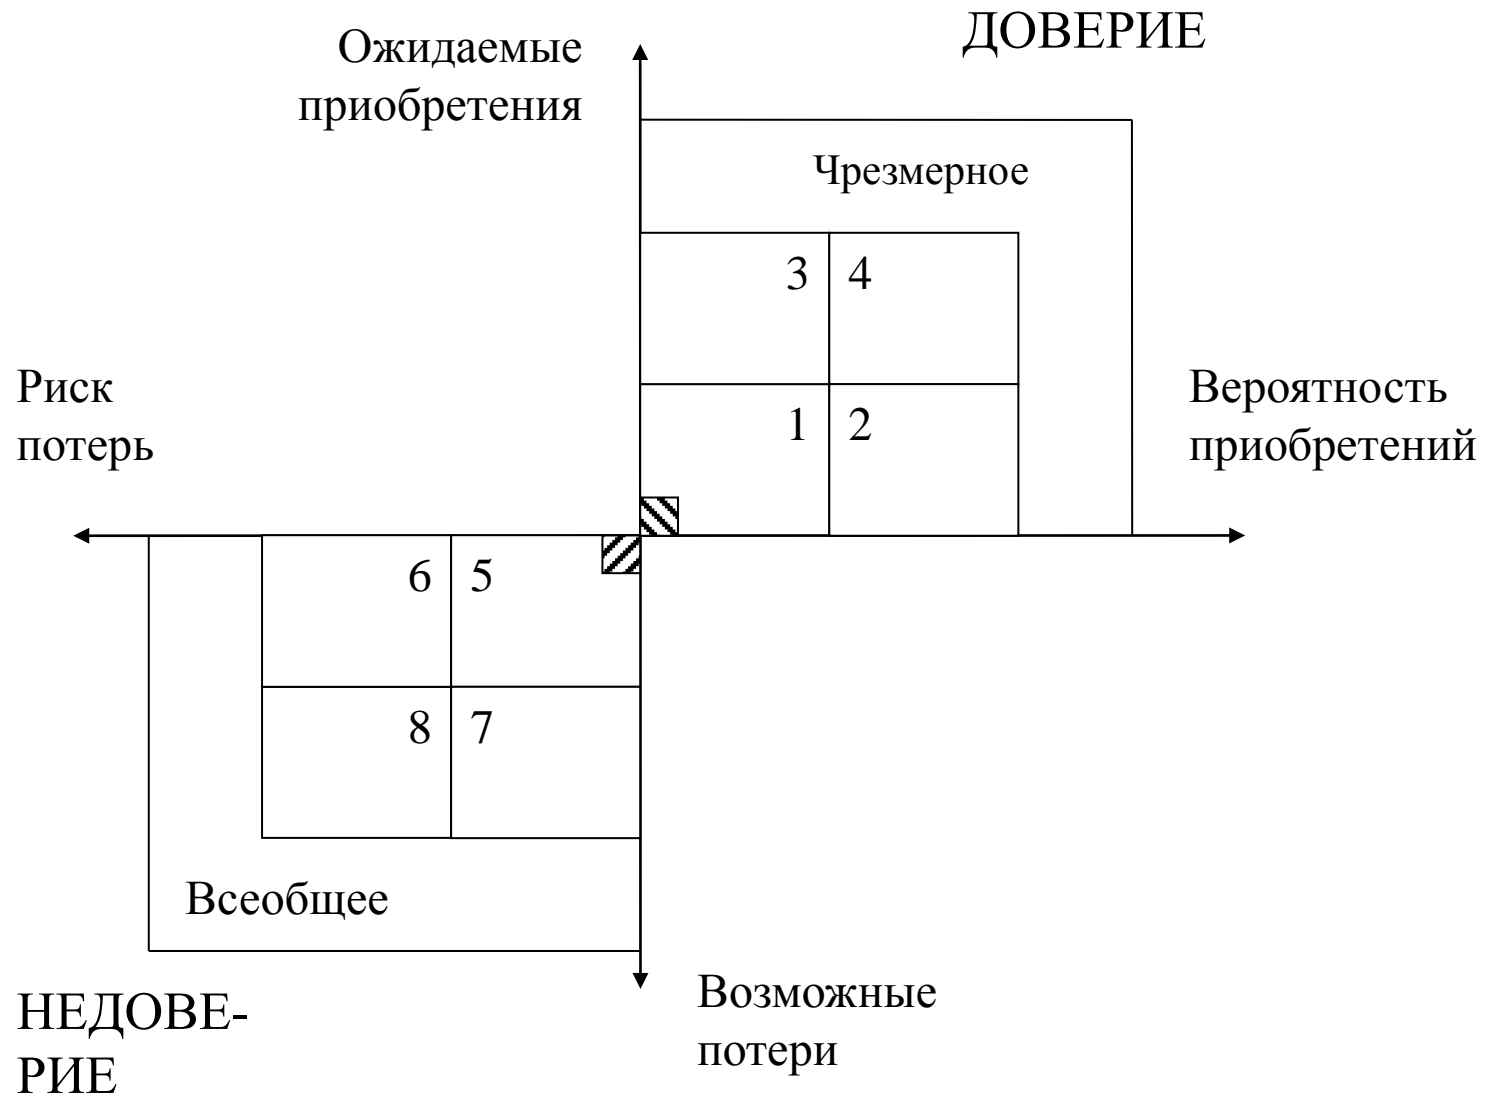 ДОВЕРИЕ
Ожидаемые
приобретения
Чрезмерное
3 4
Риск
потерь
Вероятность
приобретений
1 2
6 5
8 7
Всеобщее
НЕДОВЕ-
РИЕ
Возможные
потери